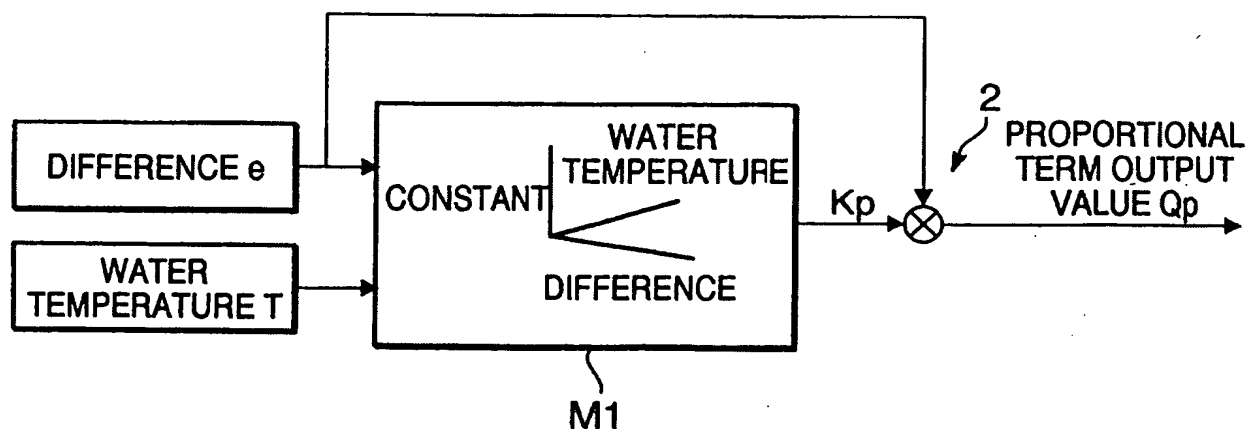 DIFFERENCE e
WATER
TEMPERATURE T
CONSTANT
WATER
TEMPERATURE
DIFFERENCE
M1
Kp
2
PROPORTIONAL
TERM OUTPUT
VALUE Qp